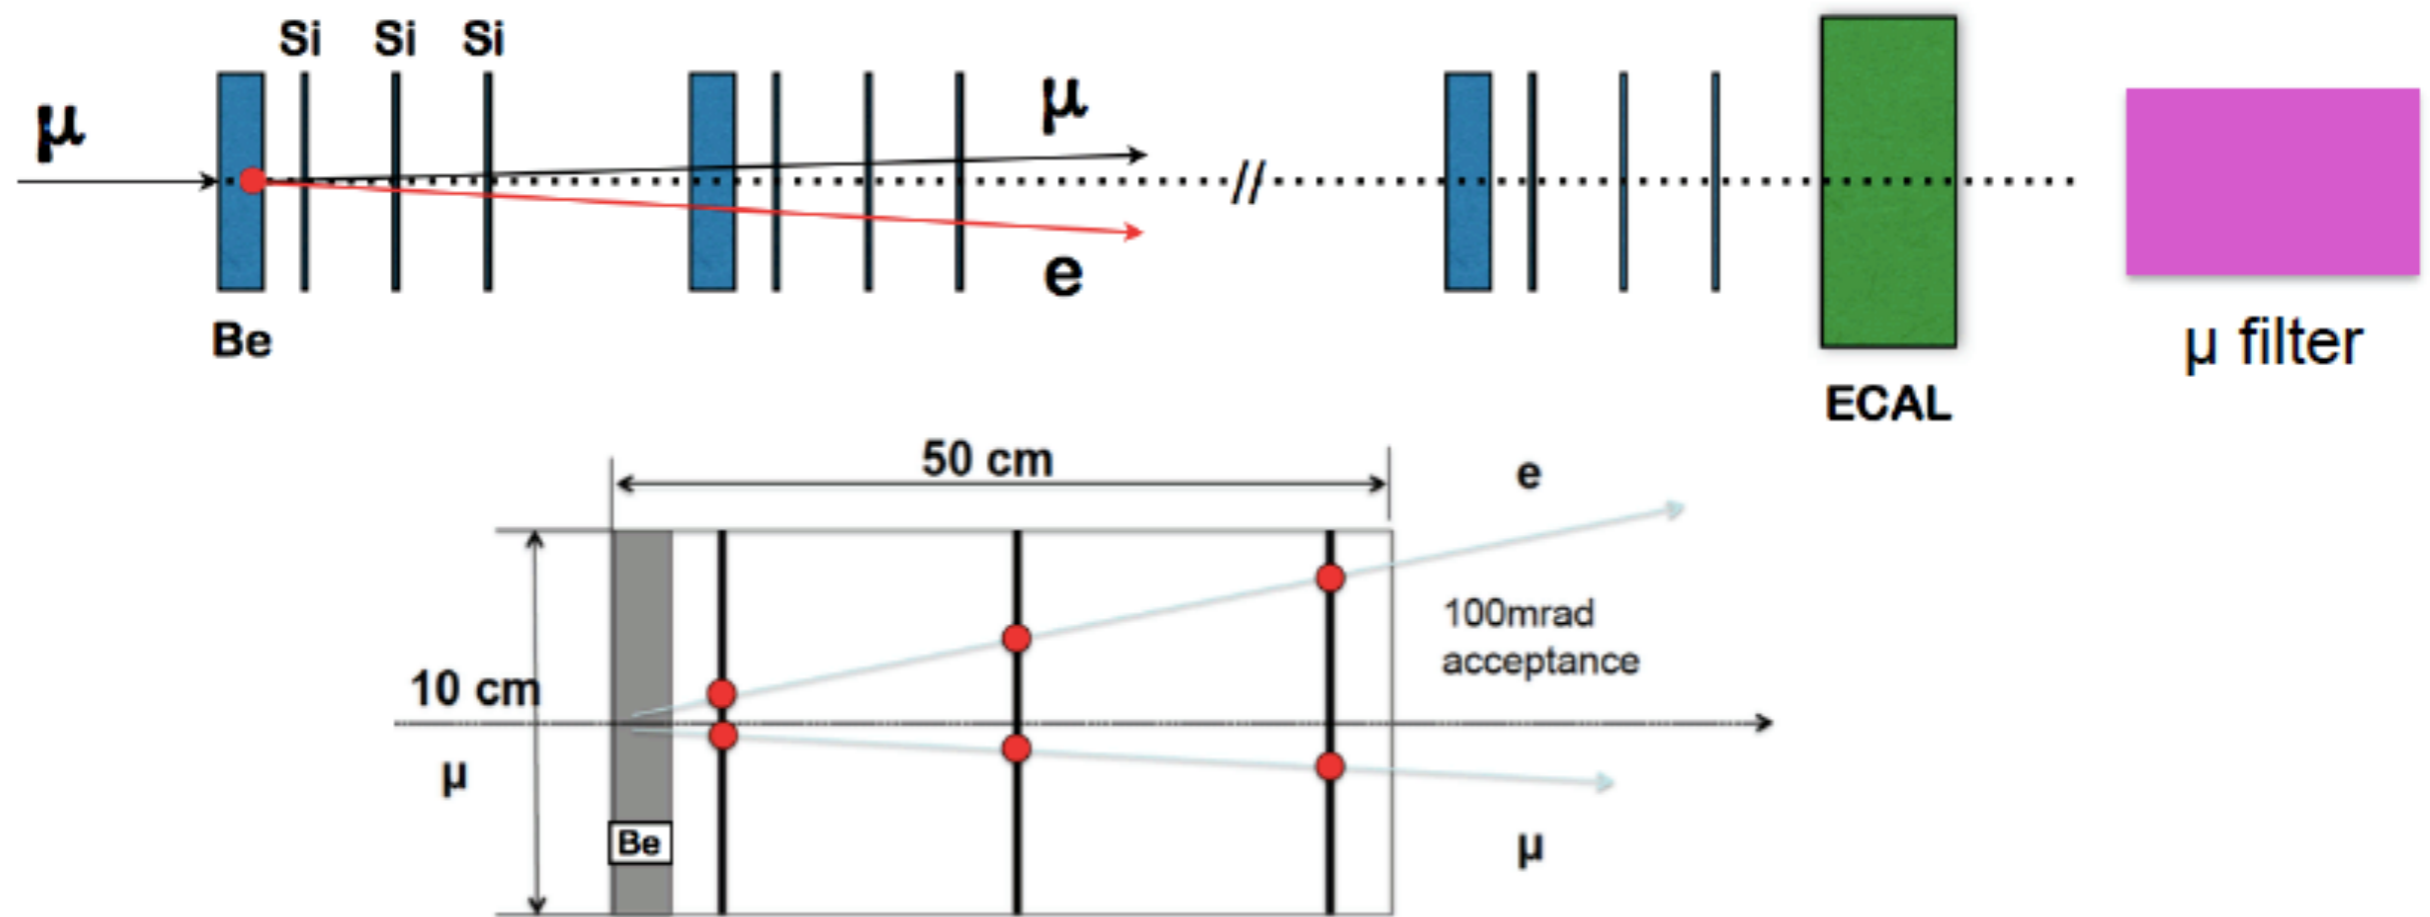 Si Si Si
μ
μ
//
e
Be
μ filter
ECAL
50 cm
e
100mrad
acceptance
10 cm
μ
Be
μ